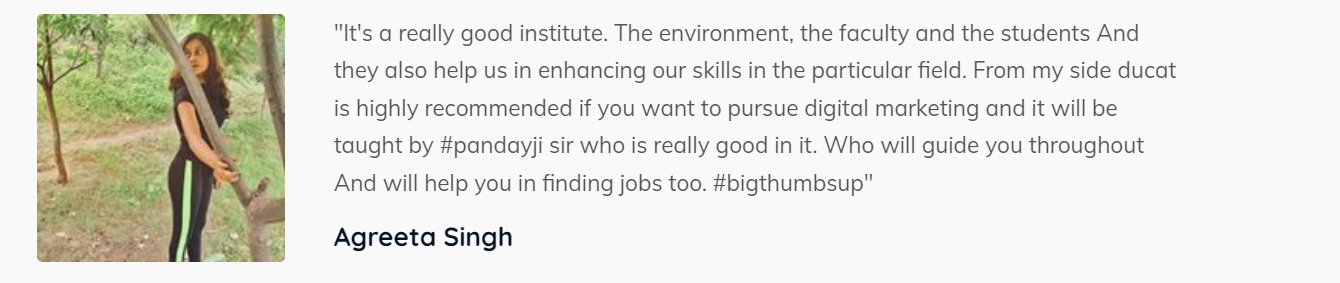 "It's a really good institute. The environment, the faculty and the students And
they also help us in enhancing our skills in the particular field. From my side ducat
is highly recommended if you want to pursue digital marketing and it will be
taught by #pandayji sir who is really good in it. Who will guide you throughout
And will help you in finding jobs too. #bigthumbsup"
Agreeta Singh